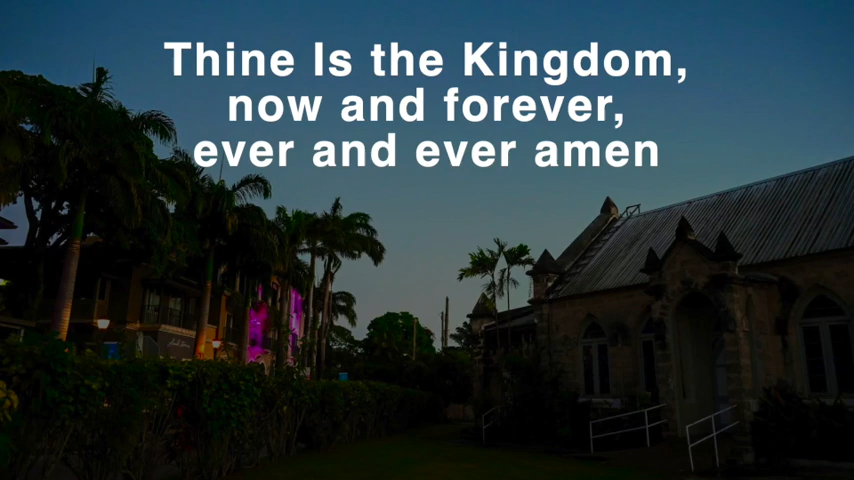 Thine Is the Kingdom,
now and forever,
ever and ever amen